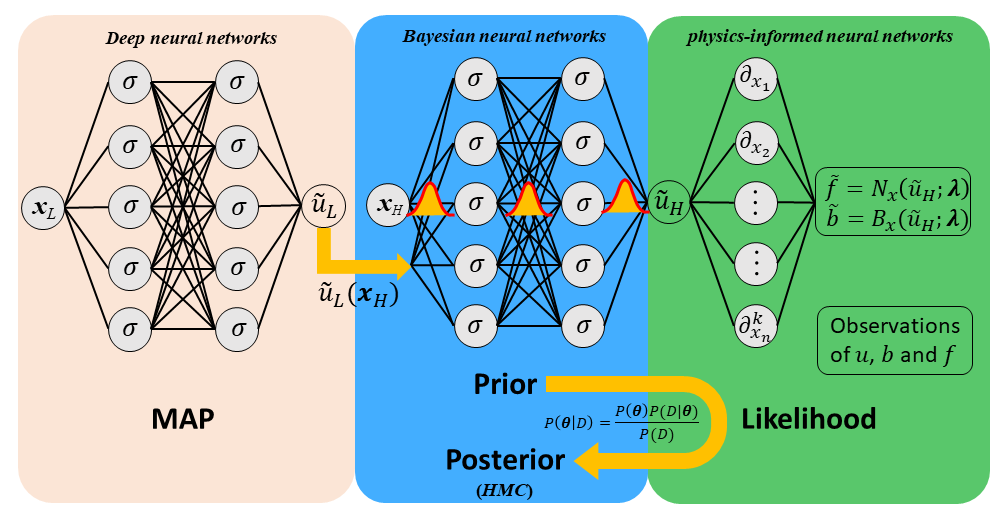 Deep neural networks
σ σ
σ σ
𝒙_L σ σ ũ_L
σ σ
σ σ
MAP
ũ_L(𝒙_H)
Bayesian neural networks
σ σ
σ σ
𝒙_H σ σ ũ_H
σ σ
σ σ
Prior
P(𝜽|D) = P(𝜽)P(D|𝜽) / P(D)
Posterior
(HMC)
physics-informed neural networks
∂_{x_1}
∂_{x_2}
⋮
⋮
∂^k_{x_n}
f̃ = N_x(ũ_H; 𝝀)
b̃ = B_x(ũ_H; 𝝀)
Observations
of u, b and f
Likelihood